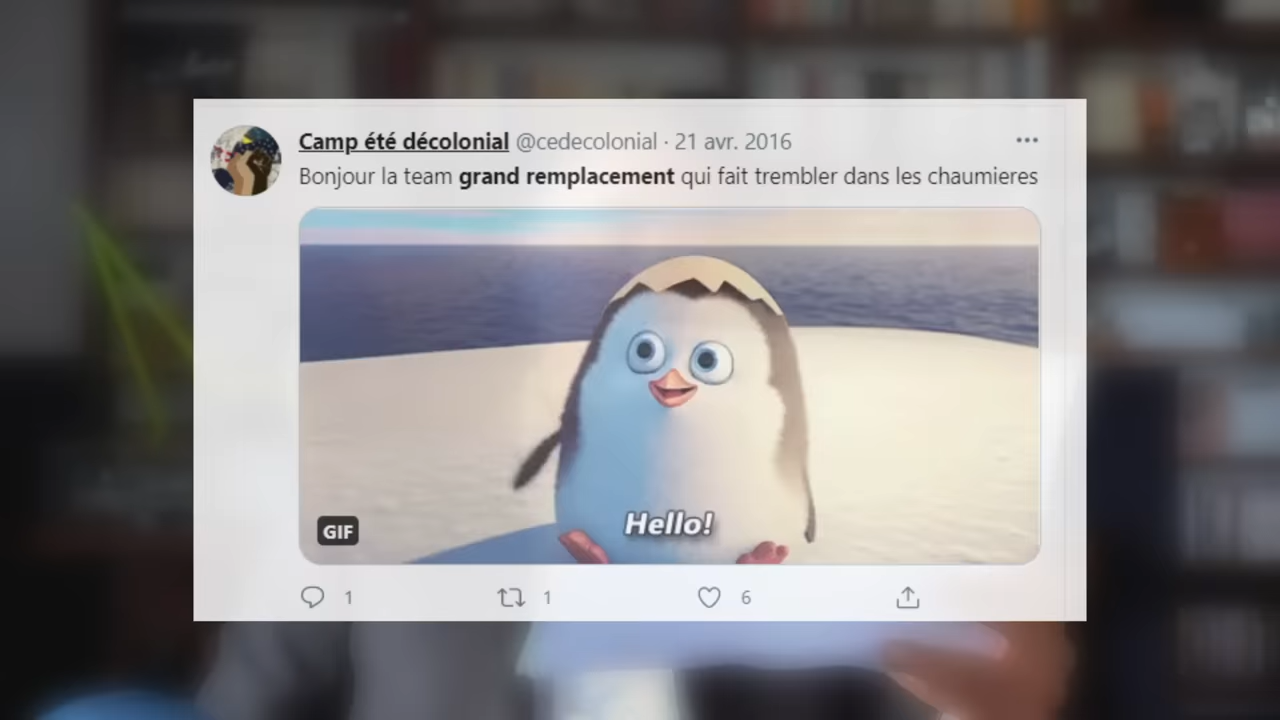 Camp été décolonial @cedecolonial · 21 avr. 2016
Bonjour la team grand remplacement qui fait trembler dans les chaumieres
Hello!
GIF
1 1 6